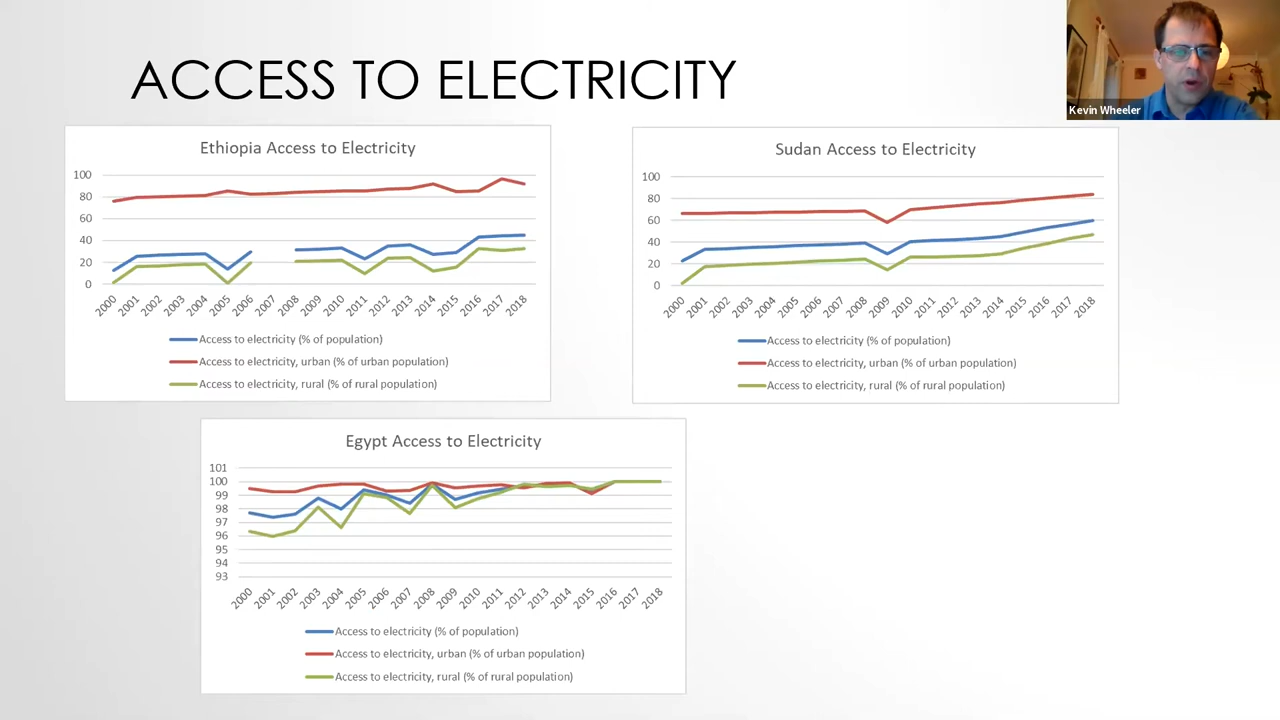 ACCESS TO ELECTRICITY
Kevin Wheeler
Ethiopia Access to Electricity
100
80
60
40
20
0
2000 2001 2002 2003 2004 2005 2006 2007 2008 2009 2010 2011 2012 2013 2014 2015 2016 2017 2018
Access to electricity (% of population)
Access to electricity, urban (% of urban population)
Access to electricity, rural (% of rural population)
Sudan Access to Electricity
100
80
60
40
20
0
2000 2001 2002 2003 2004 2005 2006 2007 2008 2009 2010 2011 2012 2013 2014 2015 2016 2017 2018
Access to electricity (% of population)
Access to electricity, urban (% of urban population)
Access to electricity, rural (% of rural population)
Egypt Access to Electricity
101
100
99
98
97
96
95
94
93
2000 2001 2002 2003 2004 2005 2006 2007 2008 2009 2010 2011 2012 2013 2014 2015 2016 2017 2018
Access to electricity (% of population)
Access to electricity, urban (% of urban population)
Access to electricity, rural (% of rural population)